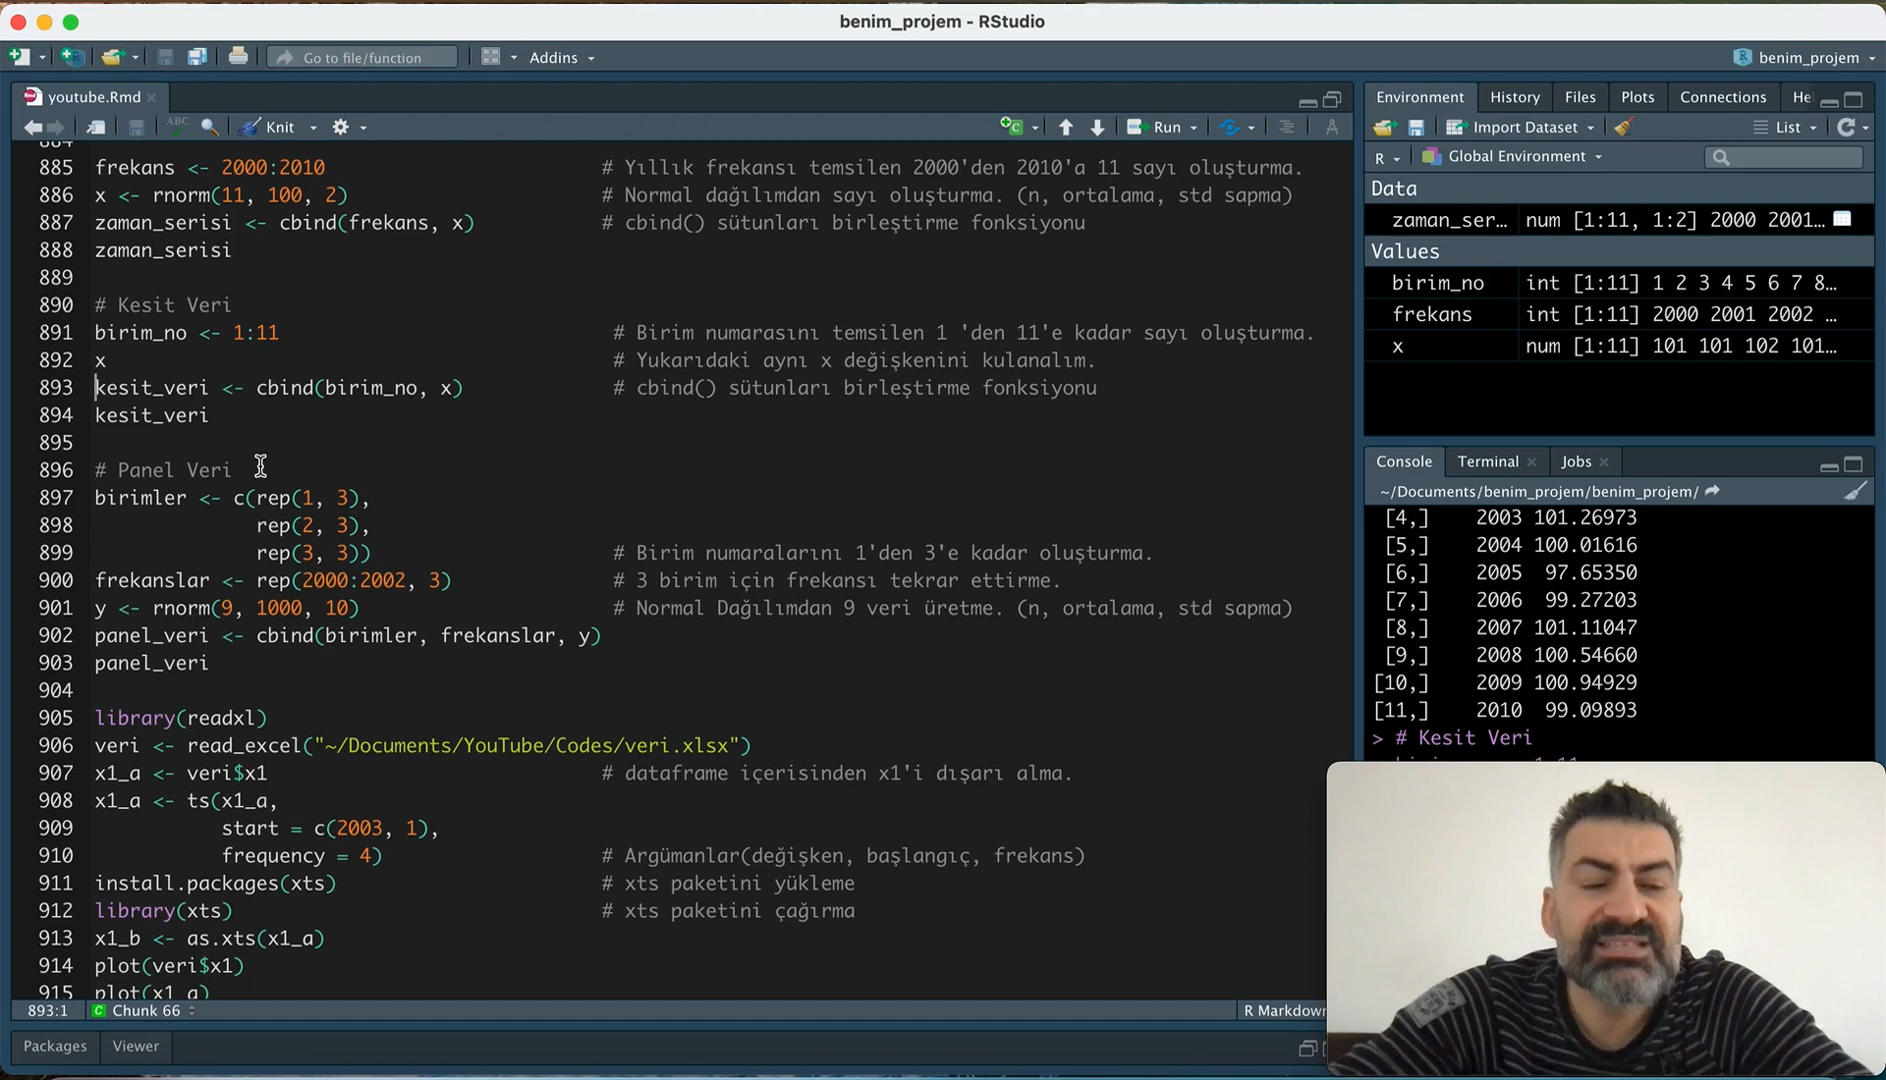 benim_projem - RStudio
Go to file/function
Addins
benim_projem
youtube.Rmd
ABC
Knit
Run
885 frekans <- 2000:2010 # Yıllık frekansı temsilen 2000'den 2010'a 11 sayı oluşturma.
886 x <- rnorm(11, 100, 2) # Normal dağılımdan sayı oluşturma. (n, ortalama, std sapma)
887 zaman_serisi <- cbind(frekans, x) # cbind() sütunları birleştirme fonksiyonu
888 zaman_serisi
889
890 # Kesit Veri
891 birim_no <- 1:11 # Birim numarasını temsilen 1 'den 11'e kadar sayı oluşturma.
892 x # Yukarıdaki aynı x değişkenini kulanalım.
893 kesit_veri <- cbind(birim_no, x) # cbind() sütunları birleştirme fonksiyonu
894 kesit_veri
895
896 # Panel Veri
897 birimler <- c(rep(1, 3),
898 rep(2, 3),
899 rep(3, 3)) # Birim numaralarını 1'den 3'e kadar oluşturma.
900 frekanslar <- rep(2000:2002, 3) # 3 birim için frekansı tekrar ettirme.
901 y <- rnorm(9, 1000, 10) # Normal Dağılımdan 9 veri üretme. (n, ortalama, std sapma)
902 panel_veri <- cbind(birimler, frekanslar, y)
903 panel_veri
904
905 library(readxl)
906 veri <- read_excel("~/Documents/YouTube/Codes/veri.xlsx")
907 x1_a <- veri$x1 # dataframe içerisinden x1'i dışarı alma.
908 x1_a <- ts(x1_a,
909 start = c(2003, 1),
910 frequency = 4) # Argümanlar(değişken, başlangıç, frekans)
911 install.packages(xts) # xts paketini yükleme
912 library(xts) # xts paketini çağırma
913 x1_b <- as.xts(x1_a)
914 plot(veri$x1)
915 plot(x1_a)
893:1 C Chunk 66 R Markdown
Packages Viewer
Environment History Files Plots Connections He
Import Dataset List
R Global Environment
Data
zaman_ser… num [1:11, 1:2] 2000 2001…
Values
birim_no int [1:11] 1 2 3 4 5 6 7 8…
frekans int [1:11] 2000 2001 2002 …
x num [1:11] 101 101 102 101…
Console Terminal Jobs
~/Documents/benim_projem/benim_projem/
[4,] 2003 101.26973
[5,] 2004 100.01616
[6,] 2005 97.65350
[7,] 2006 99.27203
[8,] 2007 101.11047
[9,] 2008 100.54660
[10,] 2009 100.94929
[11,] 2010 99.09893
> # Kesit Veri